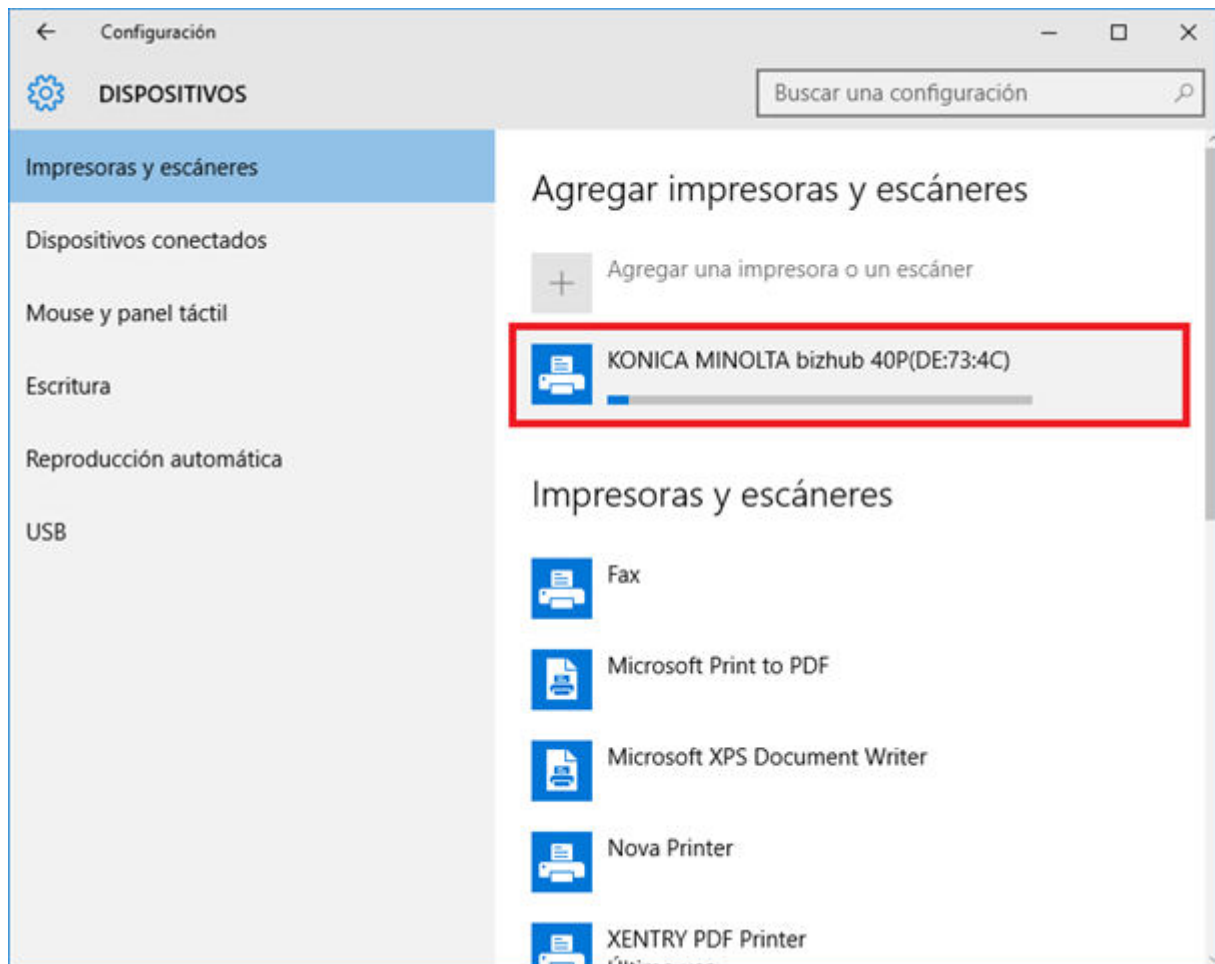 Configuración
DISPOSITIVOS
Buscar una configuración
Impresoras y escáneres
Dispositivos conectados
Mouse y panel táctil
Escritura
Reproducción automática
USB
Agregar impresoras y escáneres
Agregar una impresora o un escáner
KONICA MINOLTA bizhub 40P(DE:73:4C)
Impresoras y escáneres
Fax
Microsoft Print to PDF
Microsoft XPS Document Writer
Nova Printer
XENTRY PDF Printer